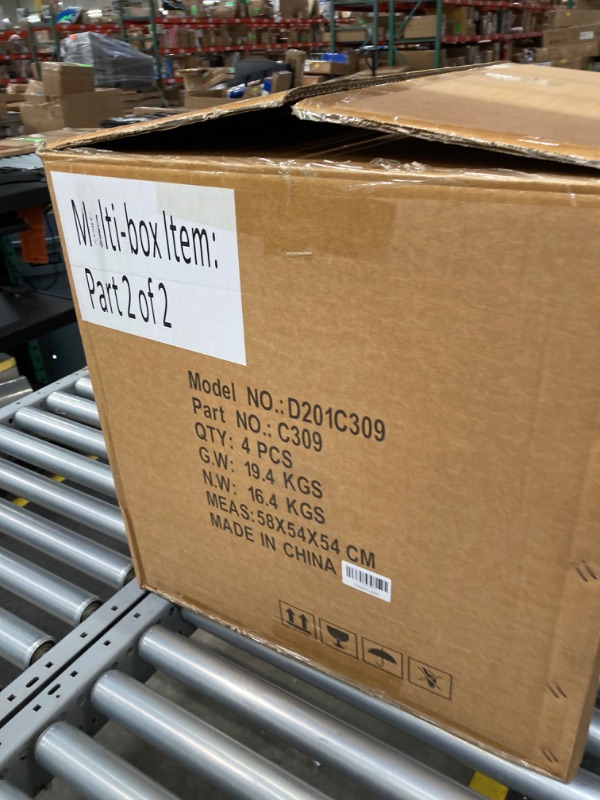 Multi-box Item:
Part 2 of 2
Model NO.: D201C309
Part NO.: C309
QTY: 4 PCS
G.W: 19.4 KGS
N.W: 16.4 KGS
MEAS: 58X54X54 CM
MADE IN CHINA